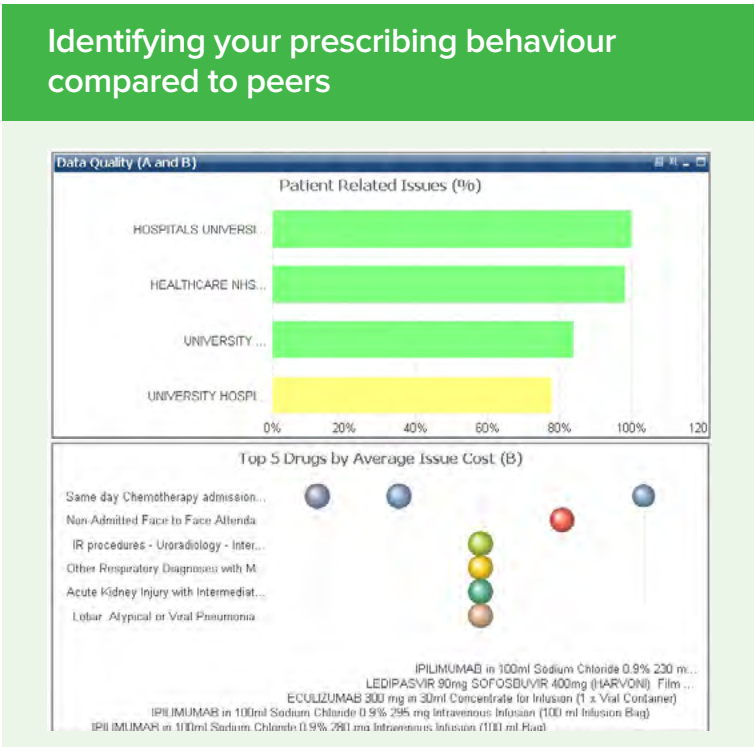 Identifying your prescribing behaviour
compared to peers
Data Quality (A and B)
Patient Related Issues (%)
HOSPITALS UNIVERSI...
HEALTHCARE NHS...
UNIVERSITY ...
UNIVERSITY HOSPI...
0% 20% 40% 60% 80% 100% 120
Top 5 Drugs by Average Issue Cost (B)
Same day Chemotherapy admission...
Non-Admitted Face to Face Attenda
IR procedures - Uroradiology - Inter...
Other Respiratory Diagnoses with M
Acute Kidney Injury with Intermediat...
Lobar Atypical or Viral Pneumonia
IPILIMUMAB in 100ml Sodium Chloride 0.9% 230 m...
LEDIPASVIR 90mg SOFOSBUVIR 400mg (HARVONI) Film ...
ECULIZUMAB 300 mg in 30ml Concentrate for Infusion (1 x Vial Container)
IPILIMUMAB in 100ml Sodium Chloride 0.9% 295 mg Intravenous Infusion (100 ml Infusion Bag)
IPILIMUMAB in 100ml Sodium Chloride 0.9% 280 mg Intravenous Infusion (100 ml Bag)